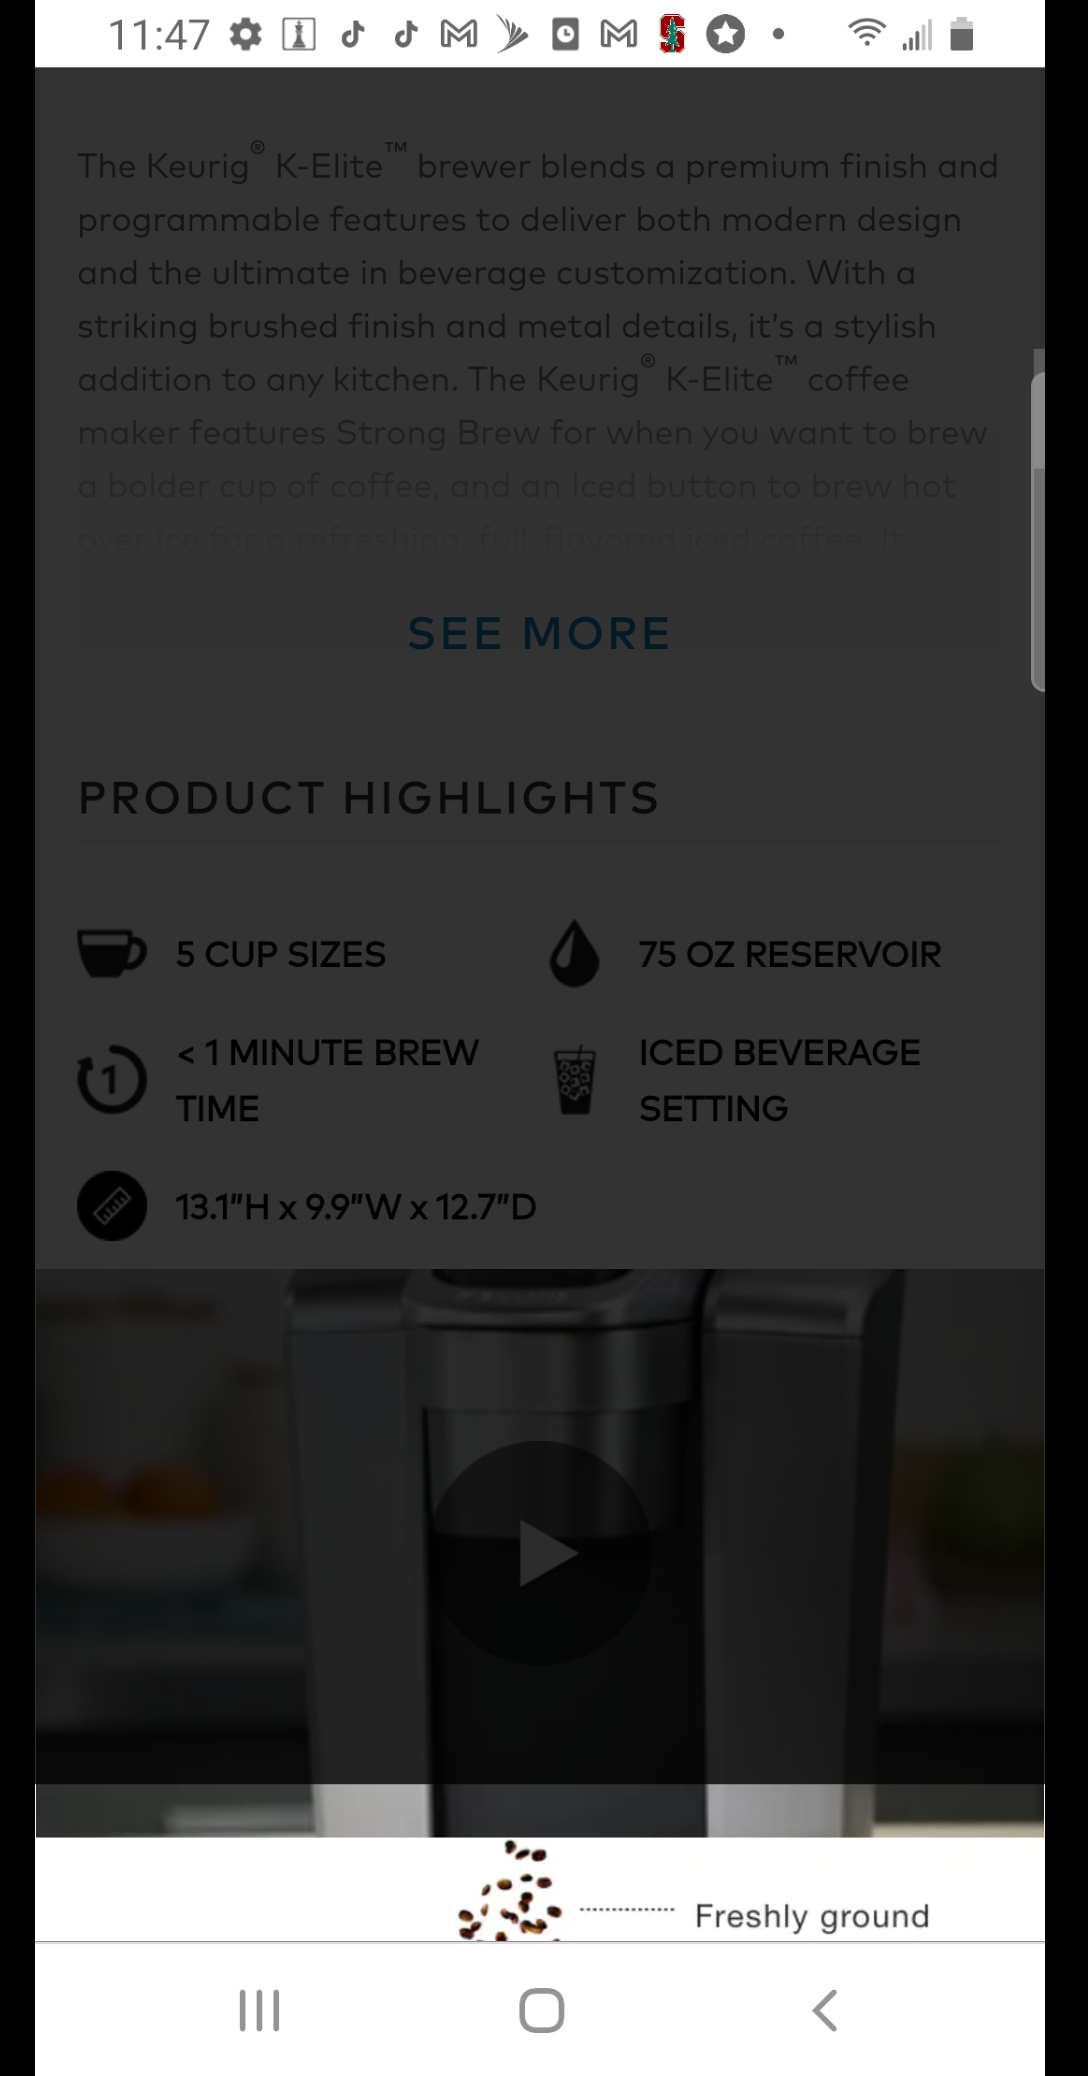 11:47
The Keurig® K-Elite™ brewer blends a premium finish and
programmable features to deliver both modern design
and the ultimate in beverage customization. With a
striking brushed finish and metal details, it's a stylish
addition to any kitchen. The Keurig® K-Elite™ coffee
maker features Strong Brew for when you want to brew
a bolder cup of coffee, and an Iced button to brew hot
over ice for a refreshing, full-flavored iced coffee. It
SEE MORE
PRODUCT HIGHLIGHTS
5 CUP SIZES
75 OZ RESERVOIR
1
< 1 MINUTE BREW
TIME
ICED BEVERAGE
SETTING
13.1"H x 9.9"W x 12.7"D
Freshly ground